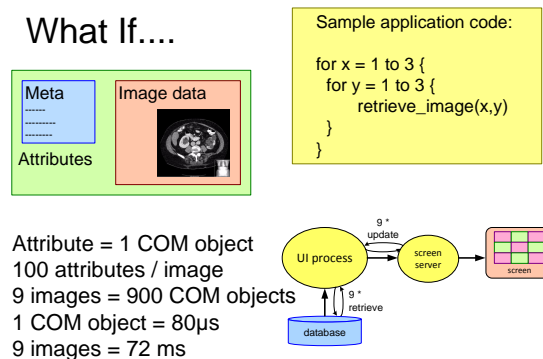 What If....
Sample application code:
for x = 1 to 3 {
for y = 1 to 3 {
retrieve_image(x,y)
}
}
Meta
------
---------
--------
Image data
Attributes
Attribute = 1 COM object
100 attributes / image
9 images = 900 COM objects
1 COM object = 80µs
9 images = 72 ms
9 *
update
UI process
screen
server
screen
9 *
retrieve
database